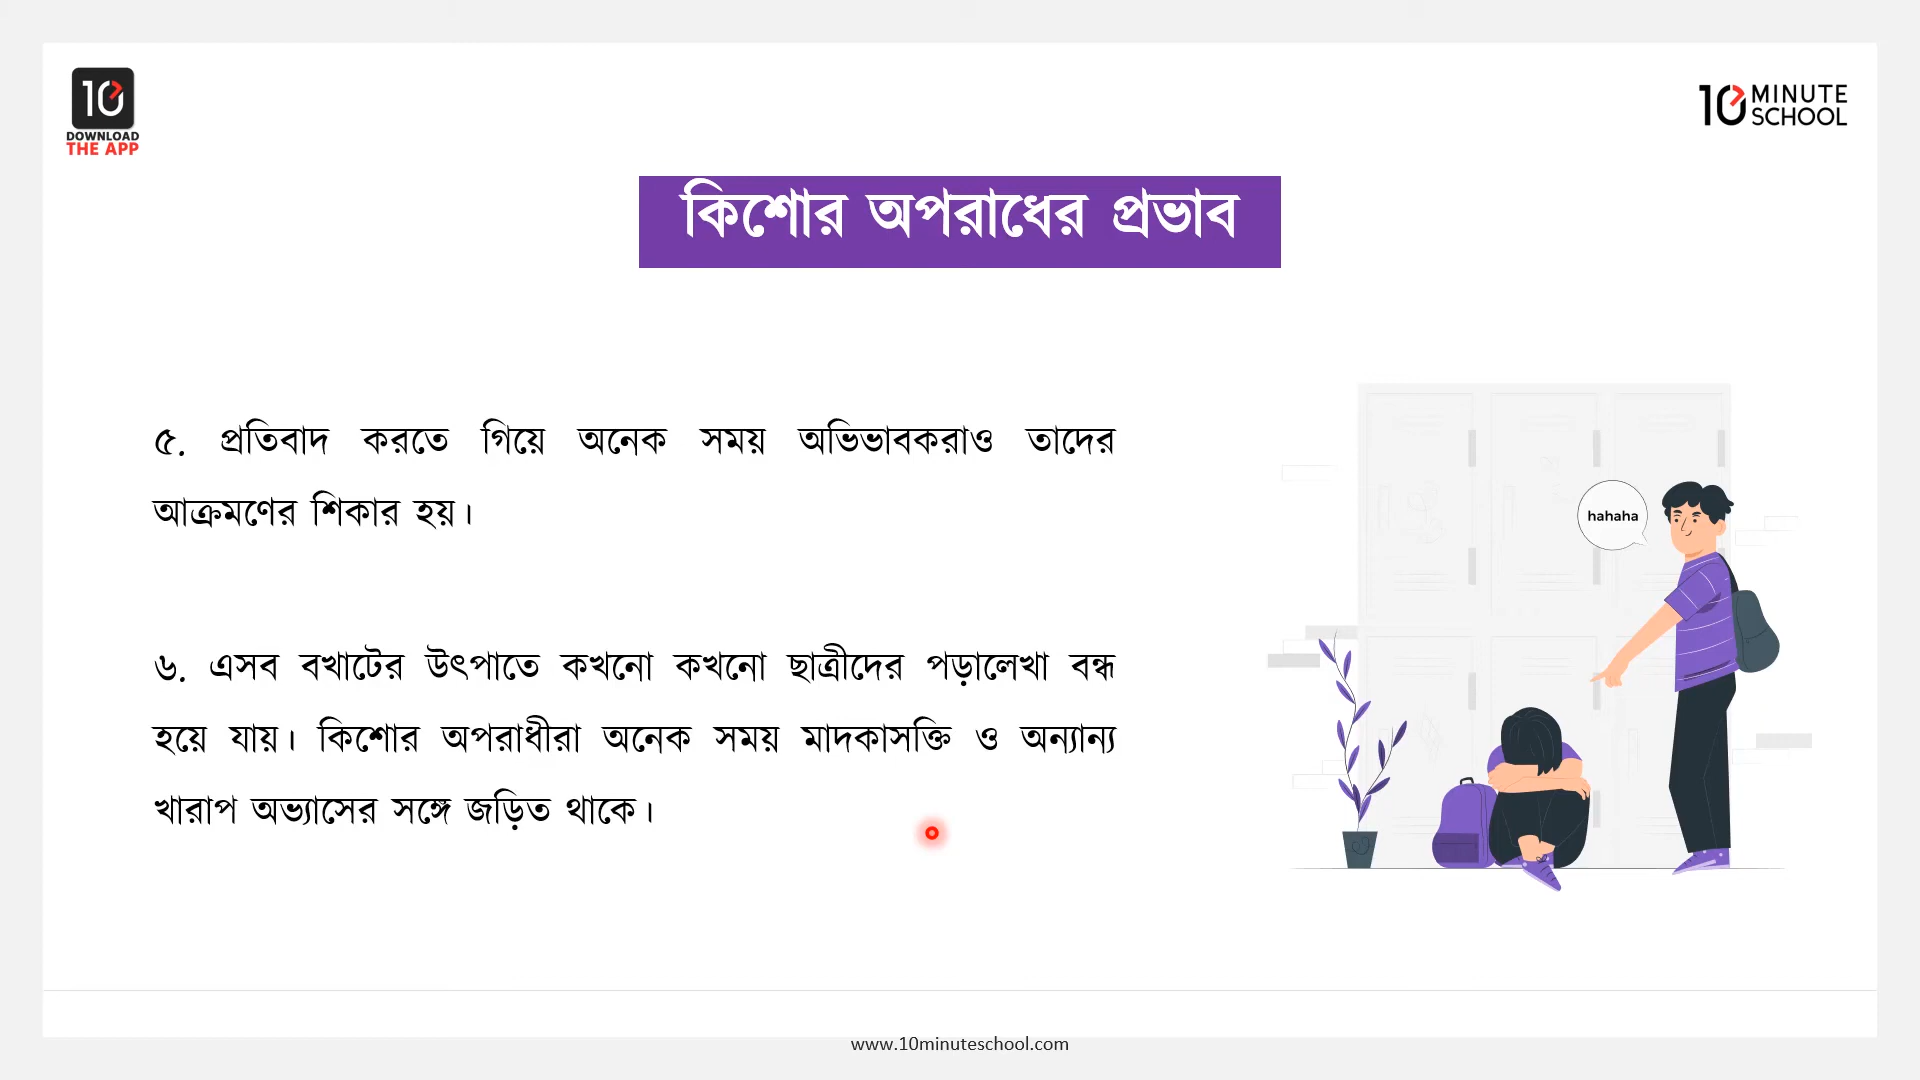 10
DOWNLOAD
THE APP
10 MINUTE
SCHOOL
কিশোর অপরাধের প্রভাব
৫. প্রতিবাদ করতে গিয়ে অনেক সময় অভিভাবকরাও তাদের
আক্রমণের শিকার হয়।
৬. এসব বখাটের উৎপাতে কখনো কখনো ছাত্রীদের পড়ালেখা বন্ধ
হয়ে যায়। কিশোর অপরাধীরা অনেক সময় মাদকাসক্তি ও অন্যান্য
খারাপ অভ্যাসের সঙ্গে জড়িত থাকে।
hahaha
www.10minuteschool.com